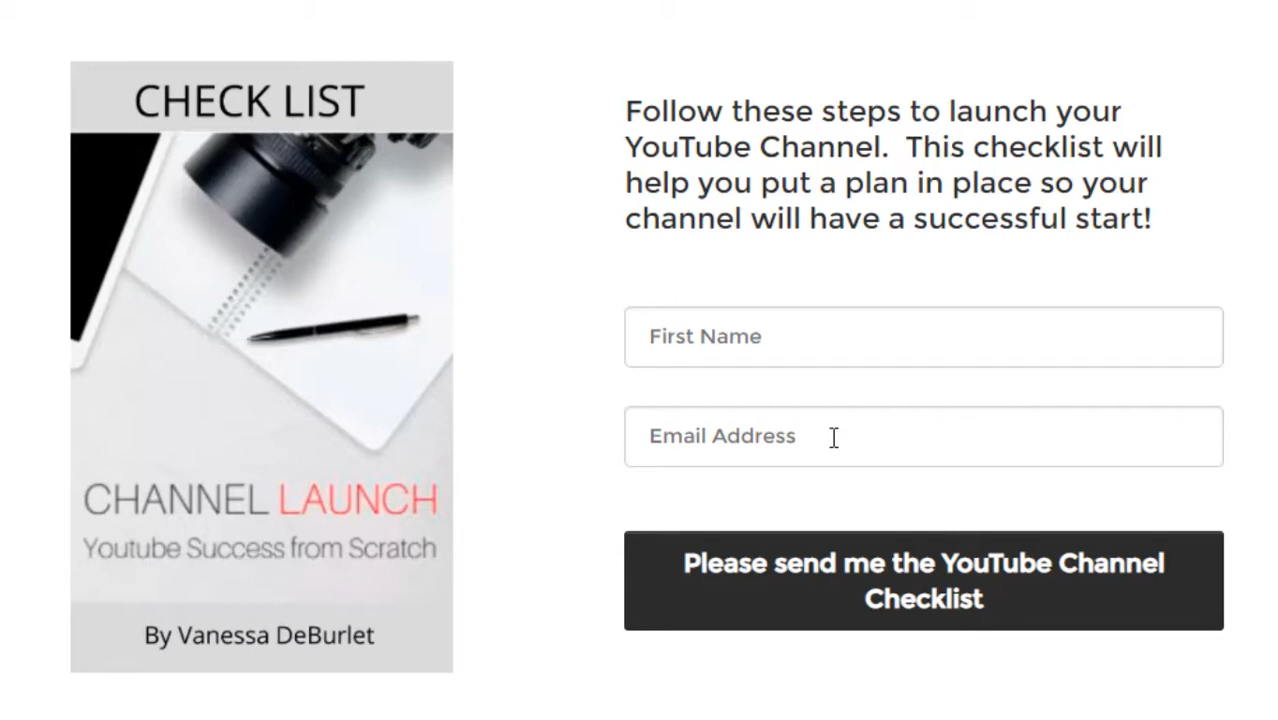 CHECK LIST
CHANNEL LAUNCH
Youtube Success from Scratch
By Vanessa DeBurlet
Follow these steps to launch your
YouTube Channel.  This checklist will
help you put a plan in place so your
channel will have a successful start!
First Name
Email Address
Please send me the YouTube Channel
Checklist